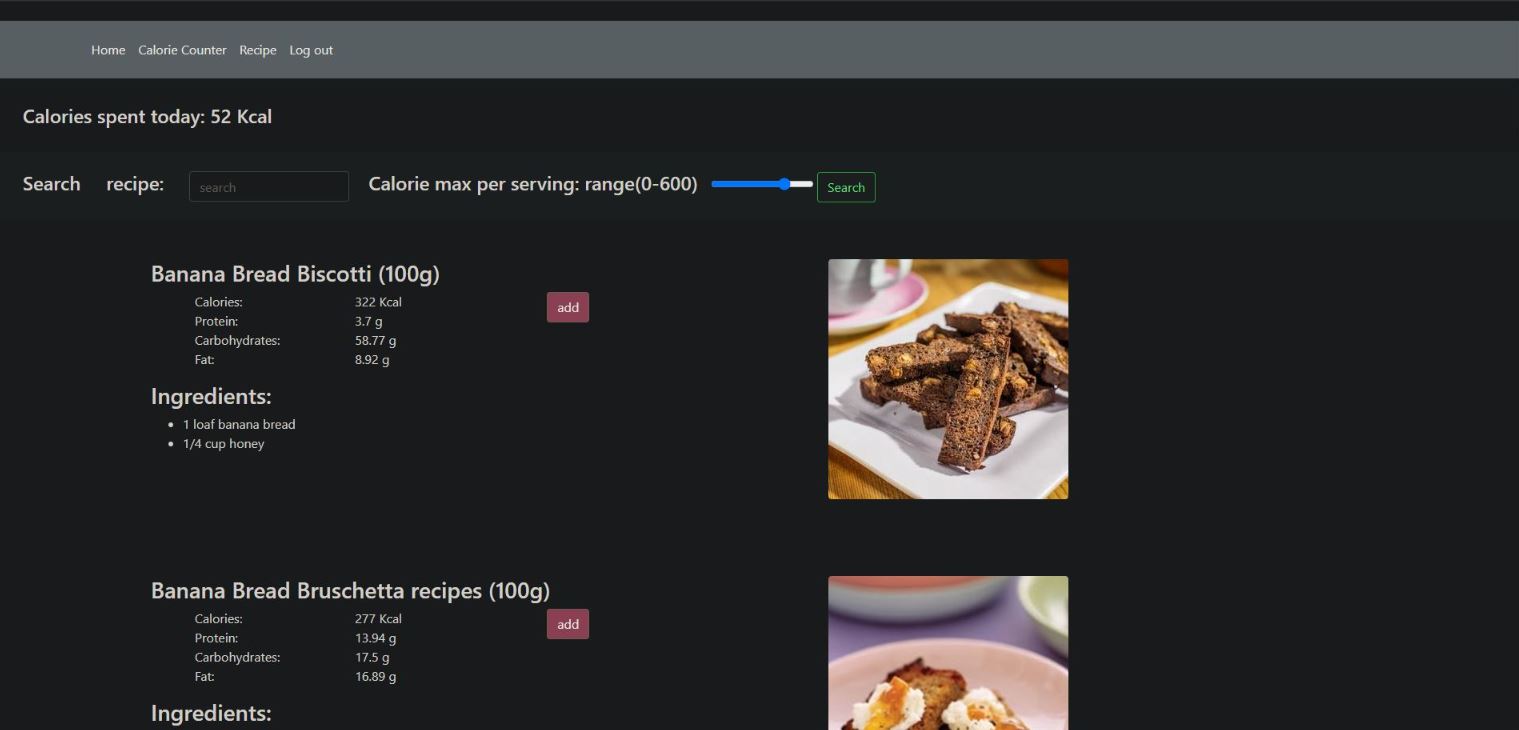 Home Calorie Counter Recipe Log out
Calories spent today: 52 Kcal
Search recipe: search Calorie max per serving: range(0-600) Search
Banana Bread Biscotti (100g)
Calories: 322 Kcal add
Protein: 3.7 g
Carbohydrates: 58.77 g
Fat: 8.92 g
Ingredients:
1 loaf banana bread
1/4 cup honey
Banana Bread Bruschetta recipes (100g)
Calories: 277 Kcal add
Protein: 13.94 g
Carbohydrates: 17.5 g
Fat: 16.89 g
Ingredients: